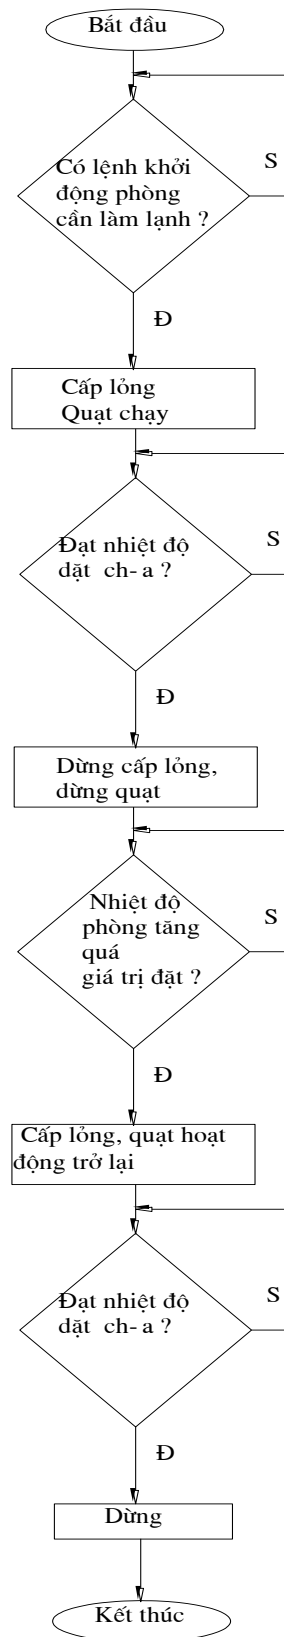 Bắt đầu
Có lệnh khởi
động phòng
cần làm lạnh ?
S
Đ
Cấp lỏng
Quạt chạy
Đạt nhiệt độ
dặt ch- a ?
S
Đ
Dừng cấp lỏng,
dừng quạt
Nhiệt độ
phòng tăng
quá
giá trị đặt ?
S
Đ
Cấp lỏng, quạt hoạt
động trở lại
Đạt nhiệt độ
dặt ch- a ?
S
Đ
Dừng
Kết thúc